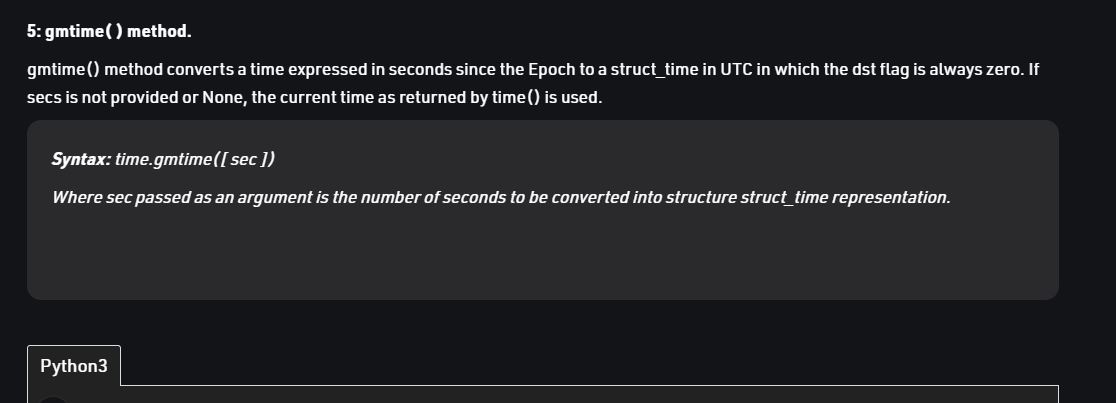 5: gmtime( ) method.
gmtime() method converts a time expressed in seconds since the Epoch to a struct_time in UTC in which the dst flag is always zero. If
secs is not provided or None, the current time as returned by time() is used.
Syntax: time.gmtime([ sec ])
Where sec passed as an argument is the number of seconds to be converted into structure struct_time representation.
Python3